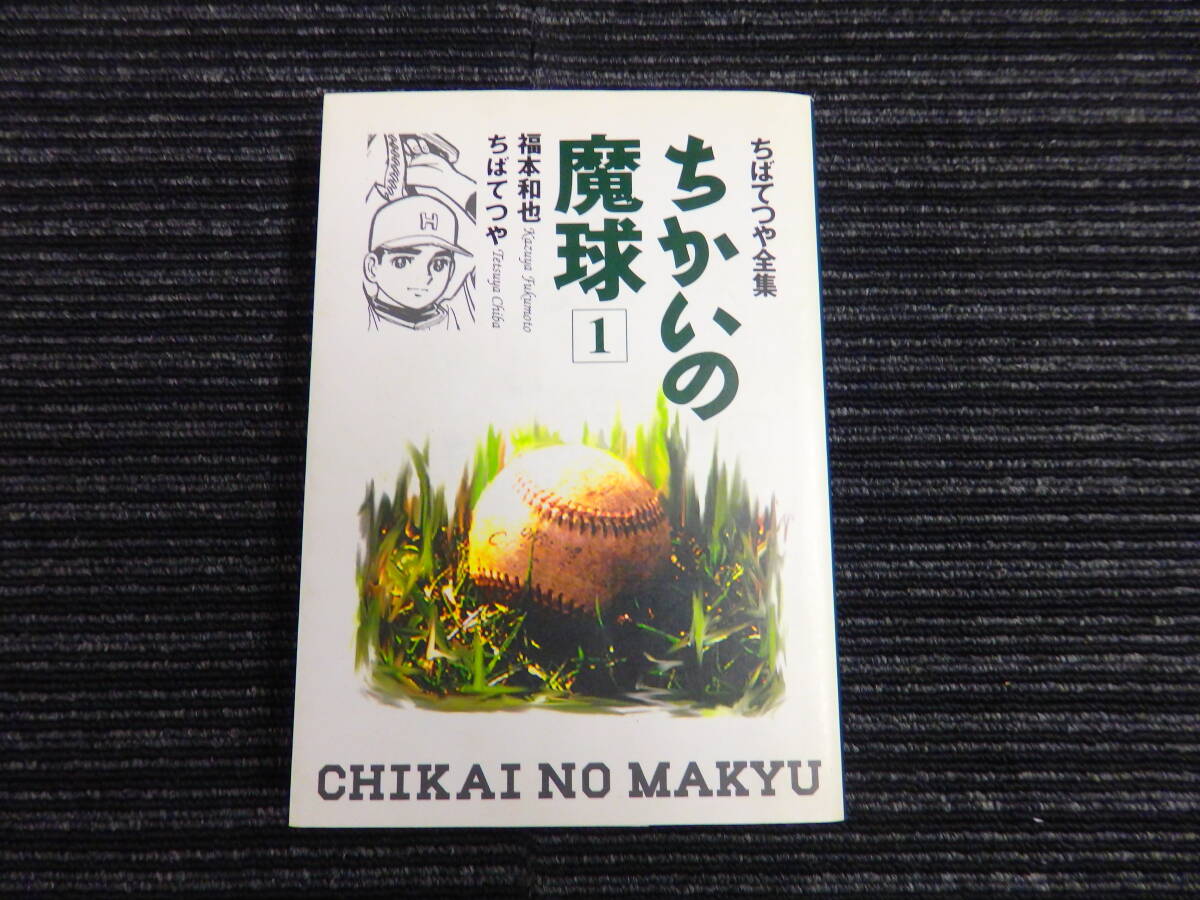 ちばてつや全集
ちかいの
魔球
1
福本和也 Kazuya Fukumoto
ちばてつや Tetsuya Chiba
H
CHIKAI NO MAKYU